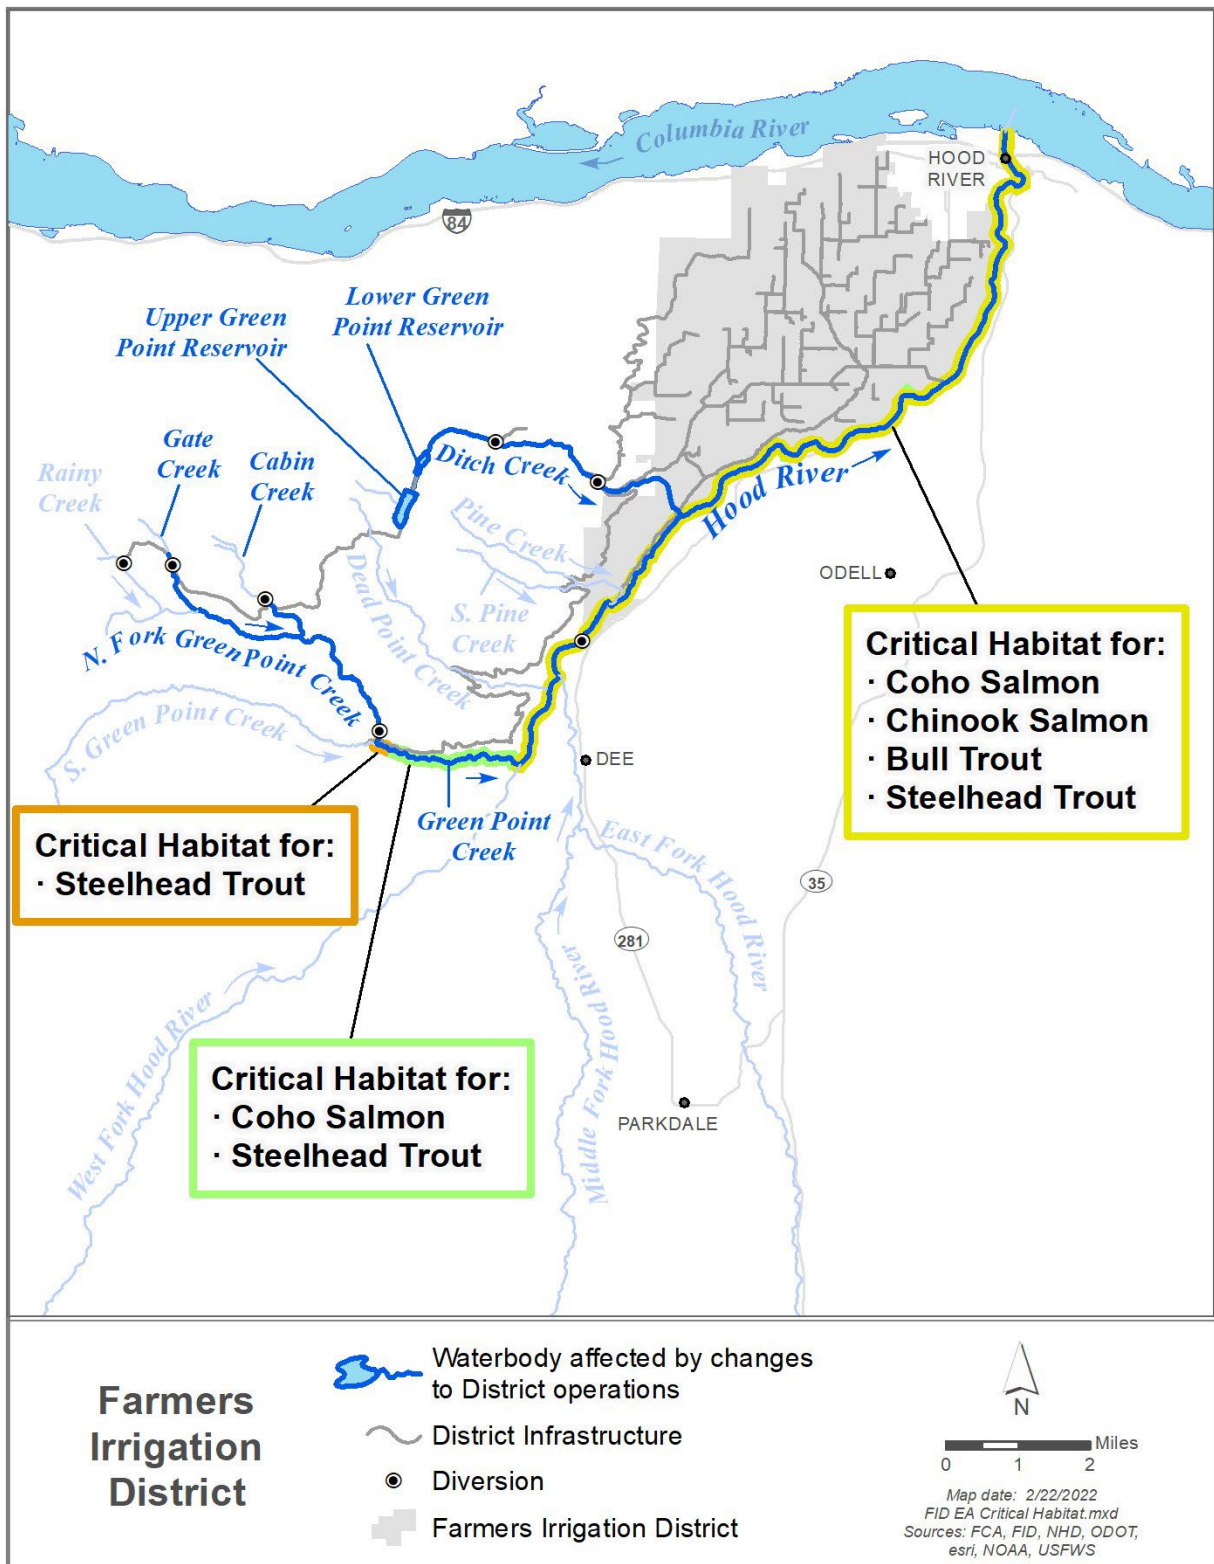 Columbia River
HOOD
RIVER
84
Lower Green
Point Reservoir
Upper Green
Point Reservoir
Gate
Creek
Cabin
Creek
Rainy
Creek
Ditch Creek
Hood River
Pine Creek
S. Pine
Creek
Dead Point Creek
ODELL
N. Fork Green Point Creek
S. Green Point Creek
DEE
Green Point
Creek
Critical Habitat for:
· Coho Salmon
· Chinook Salmon
· Bull Trout
· Steelhead Trout
Critical Habitat for:
· Steelhead Trout
East Fork Hood River
35
281
West Fork Hood River
Middle Fork Hood River
Critical Habitat for:
· Coho Salmon
· Steelhead Trout
PARKDALE
Farmers
Irrigation
District
Waterbody affected by changes
to District operations
District Infrastructure
Diversion
Farmers Irrigation District
N
Miles
0 1 2
Map date: 2/22/2022
FID EA Critical Habitat.mxd
Sources: FCA, FID, NHD, ODOT,
esri, NOAA, USFWS